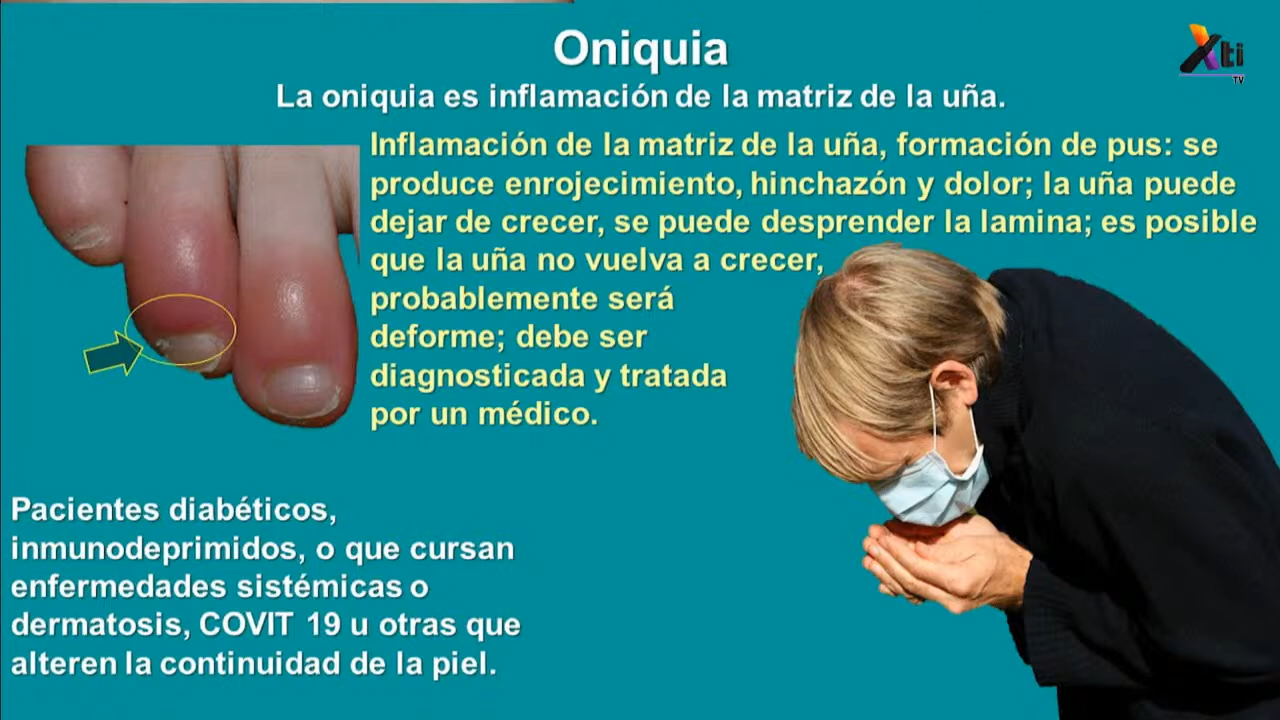 Oniquia
Xti
TV
La oniquia es inflamación de la matriz de la uña.
Inflamación de la matriz de la uña, formación de pus: se
produce enrojecimiento, hinchazón y dolor; la uña puede
dejar de crecer, se puede desprender la lamina; es posible
que la uña no vuelva a crecer,
probablemente será
deforme; debe ser
diagnosticada y tratada
por un médico.
Pacientes diabéticos,
inmunodeprimidos, o que cursan
enfermedades sistémicas o
dermatosis, COVIT 19 u otras que
alteren la continuidad de la piel.